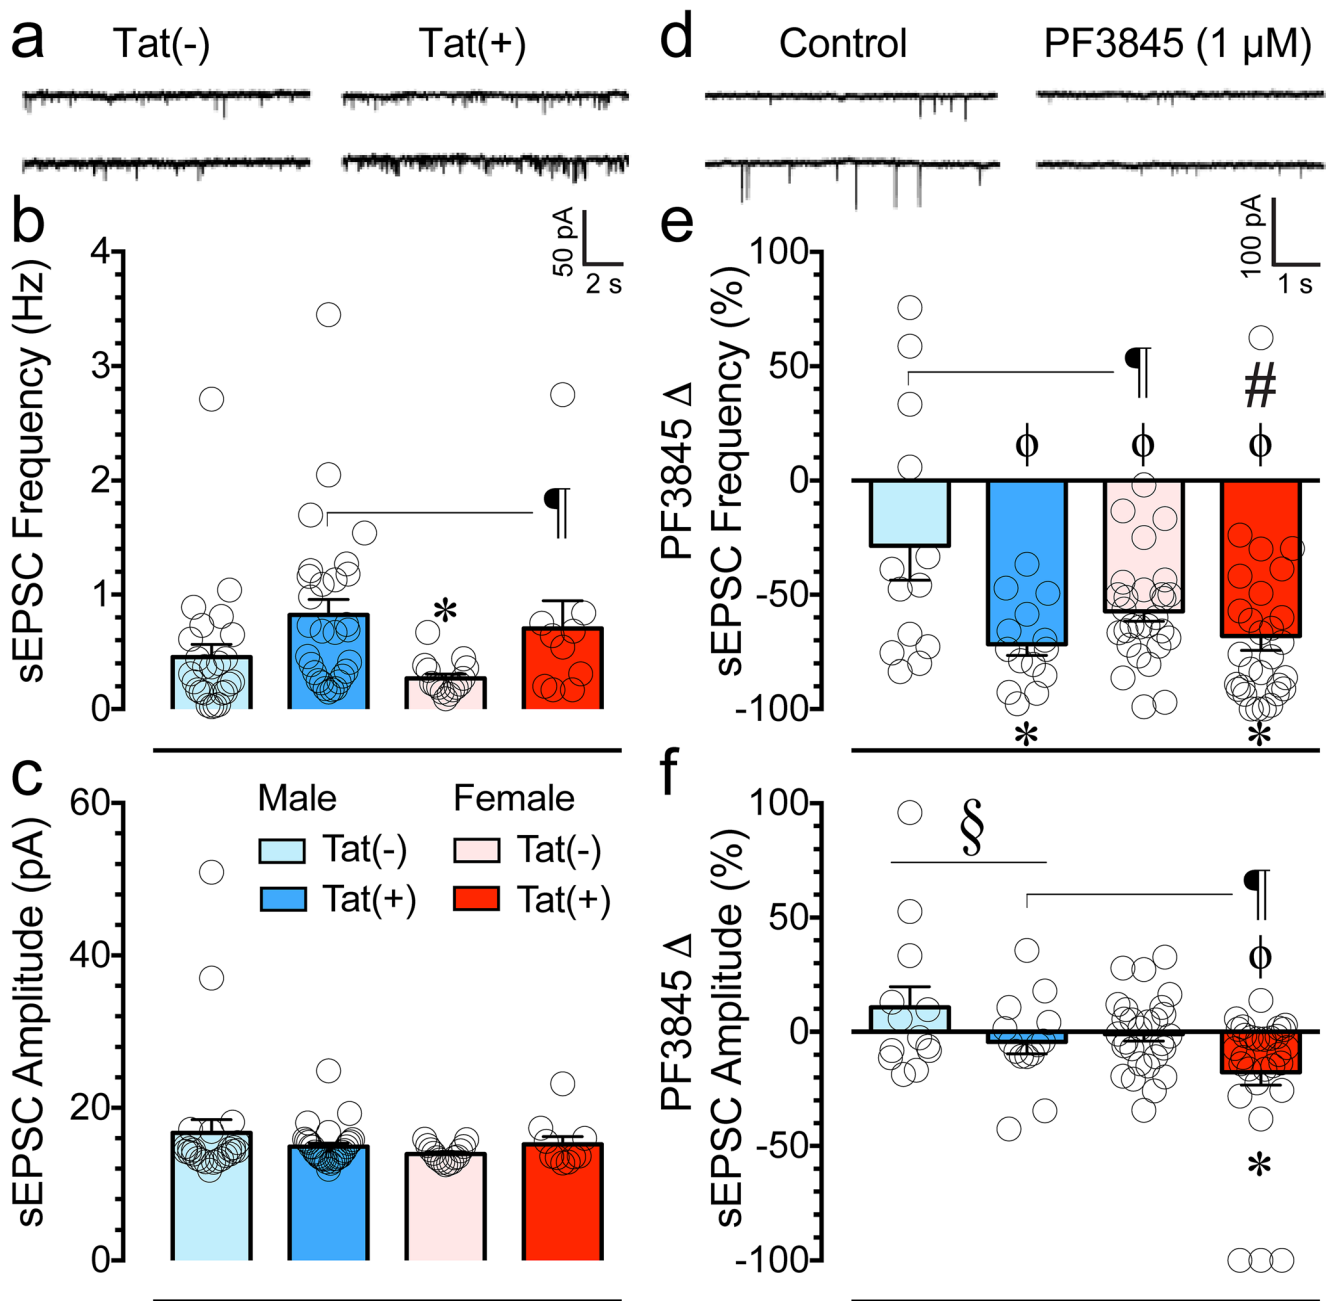 a
Tat(-)
Tat(+)
d
Control
PF3845 (1 µM)
b
50 pA
2 s
sEPSC Frequency (Hz)
4
3
2
1
0
¶
*
e
100 pA
1 s
PF3845 Δ
sEPSC Frequency (%)
100
50
0
-50
-100
¶
#
ϕ
ϕ
ϕ
*
*
c
sEPSC Amplitude (pA)
60
40
20
0
Male
Female
Tat(-)
Tat(-)
Tat(+)
Tat(+)
f
PF3845 Δ
sEPSC Amplitude (%)
100
50
0
-50
-100
§
¶
ϕ
*